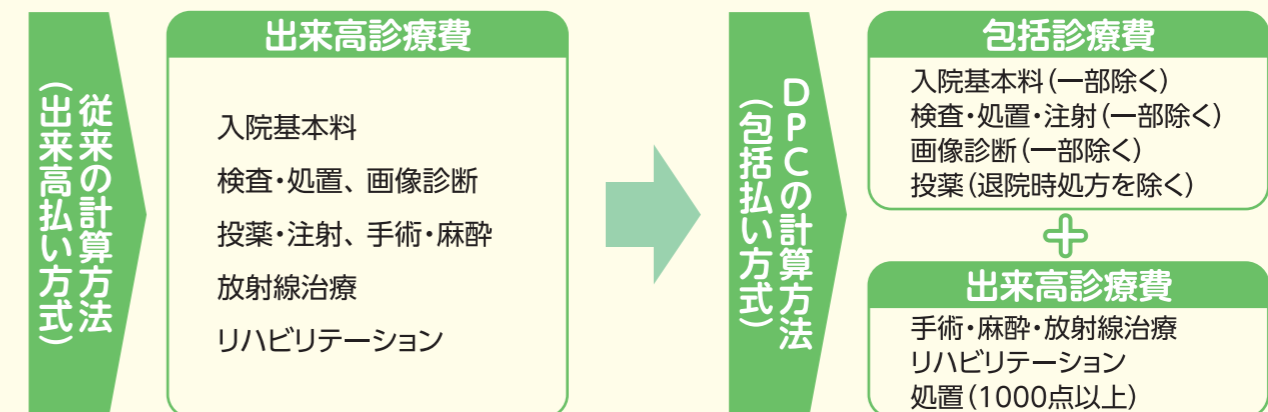 従来の計算方法
（出来高払い方式）
出来高診療費
入院基本料
検査･処置、画像診断
投薬･注射、手術･麻酔
放射線治療
リハビリテーション
DPCの計算方法
（包括払い方式）
包括診療費
入院基本料（一部除く）
検査･処置･注射（一部除く）
画像診断（一部除く）
投薬（退院時処方を除く）
＋
出来高診療費
手術･麻酔･放射線治療
リハビリテーション
処置（1000点以上）